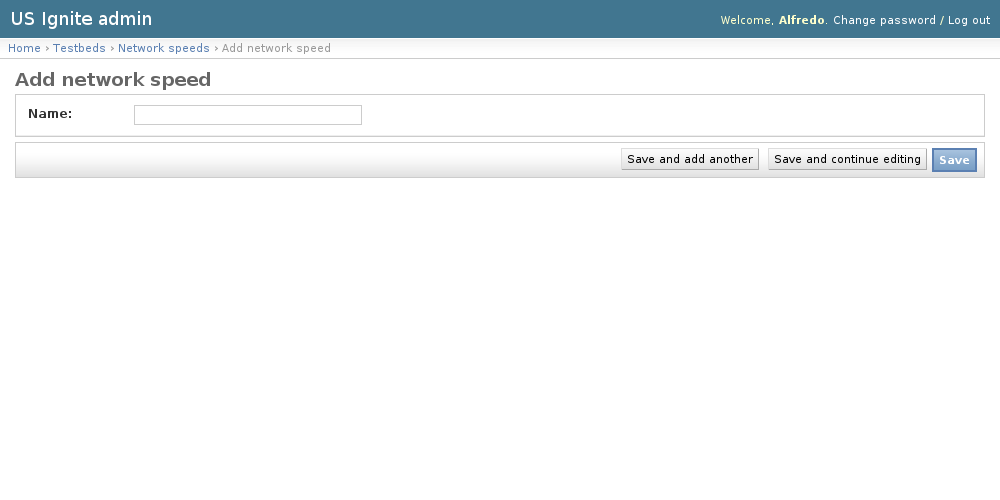 US Ignite admin
Welcome, Alfredo. Change password / Log out
Home › Testbeds › Network speeds › Add network speed
Add network speed
Name:
Save and add another Save and continue editing Save